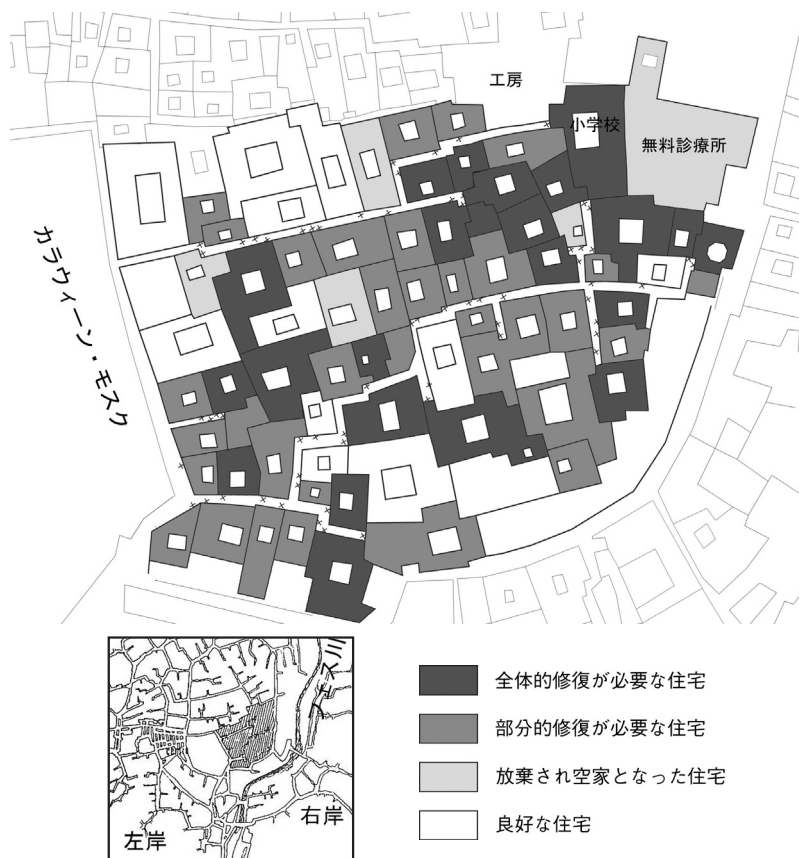 工房
小学校
無料診療所
カラウィーン・モスク
フェス川
左岸
右岸
全体的修復が必要な住宅
部分的修復が必要な住宅
放棄され空家となった住宅
良好な住宅